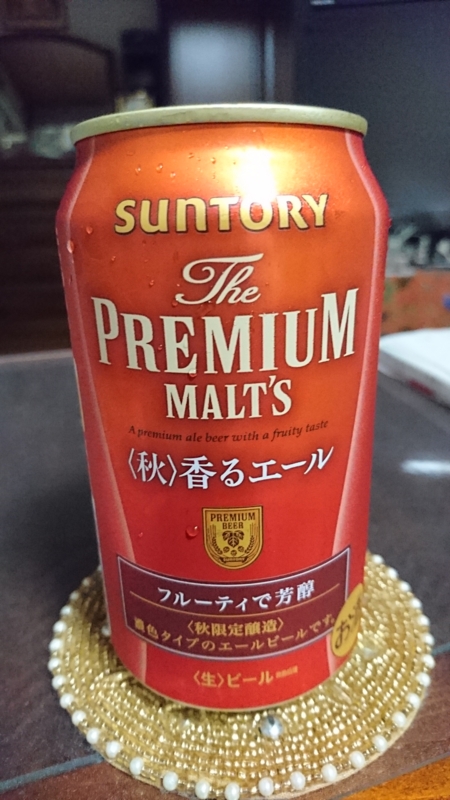 SUNTORY
The
PREMIUM
MALT'S
A premium ale beer with a fruity taste
〈秋〉香るエール
PREMIUM
BEER
フルーティで芳醇
〈秋限定醸造〉
濃色タイプのエールビールです。
〈生〉ビール